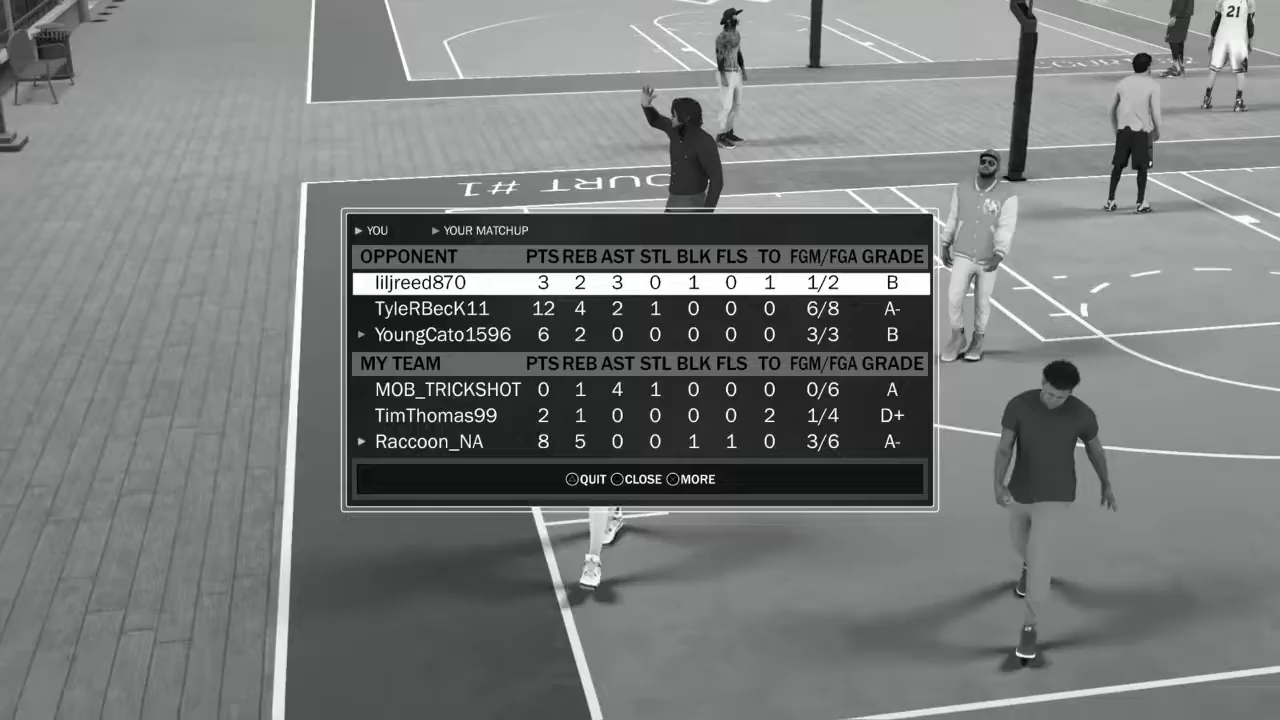 21
COURT #1
▶ YOU ▶ YOUR MATCHUP
OPPONENT PTS REB AST STL BLK FLS TO FGM/FGA GRADE
liljreed870 3 2 3 0 1 0 1 1/2 B
TyleRBecK11 12 4 2 1 0 0 0 6/8 A-
▶ YoungCato1596 6 2 0 0 0 0 0 3/3 B
MY TEAM PTS REB AST STL BLK FLS TO FGM/FGA GRADE
MOB_TRICKSHOT 0 1 4 1 0 0 0 0/6 A
TimThomas99 2 1 0 0 0 0 2 1/4 D+
▶ Raccoon_NA 8 5 0 0 1 1 0 3/6 A-
QUIT CLOSE MORE